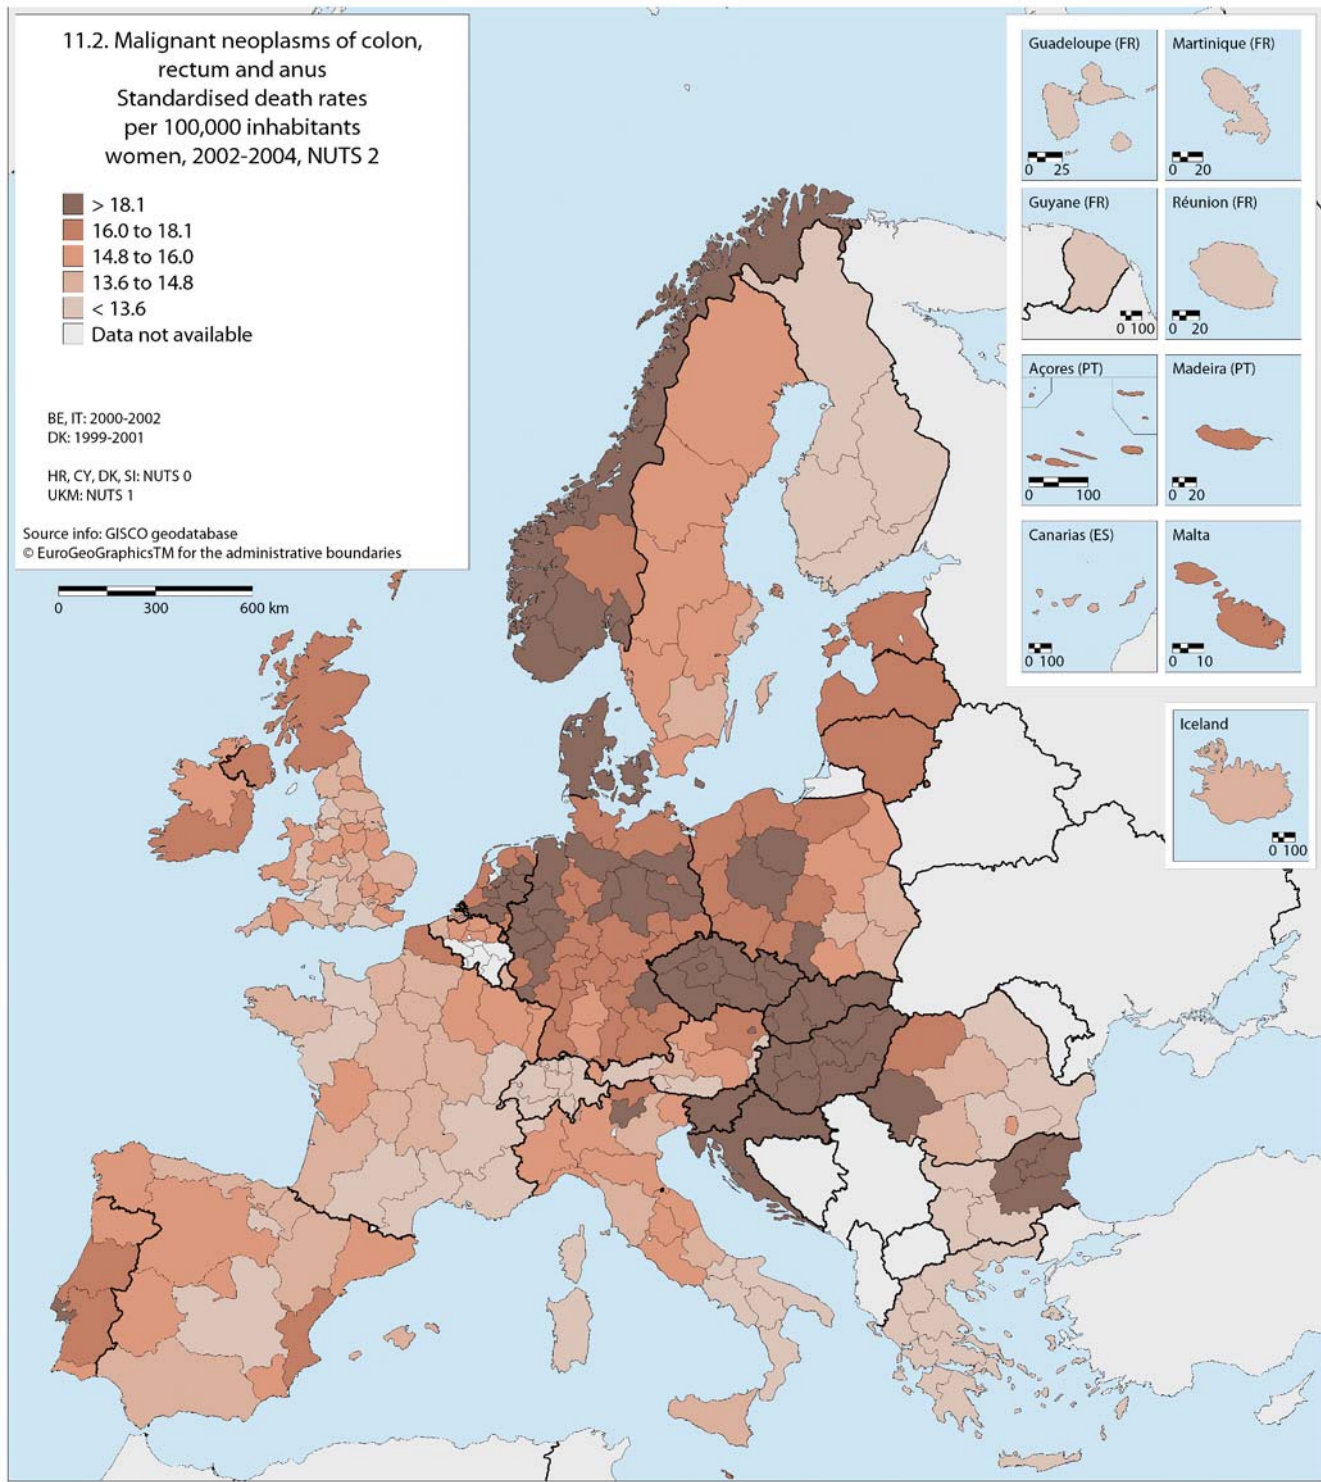 11.2. Malignant neoplasms of colon,
rectum and anus
Standardised death rates
per 100,000 inhabitants
women, 2002-2004, NUTS 2
> 18.1
16.0 to 18.1
14.8 to 16.0
13.6 to 14.8
< 13.6
Data not available
BE, IT: 2000-2002
DK: 1999-2001
HR, CY, DK, SI: NUTS 0
UKM: NUTS 1
Source info: GISCO geodatabase
© EuroGeoGraphicsTM for the administrative boundaries
0 300 600 km
Guadeloupe (FR)
0 25
Martinique (FR)
0 20
Guyane (FR)
0 100
Réunion (FR)
0 20
Açores (PT)
0 100
Madeira (PT)
0 20
Canarias (ES)
0 100
Malta
0 10
Iceland
0 100